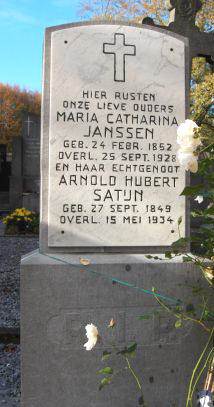 HIER RUSTEN
ONZE LIEVE OUDERS
MARIA CATHARINA
JANSSEN
GEB. 24 FEBR. 1852
OVERL. 25 SEPT. 1928
EN HAAR ECHTGENOOT
ARNOLD HUBERT
SATIJN
GEB. 27 SEPT. 1849
OVERL. 15 MEI 1934